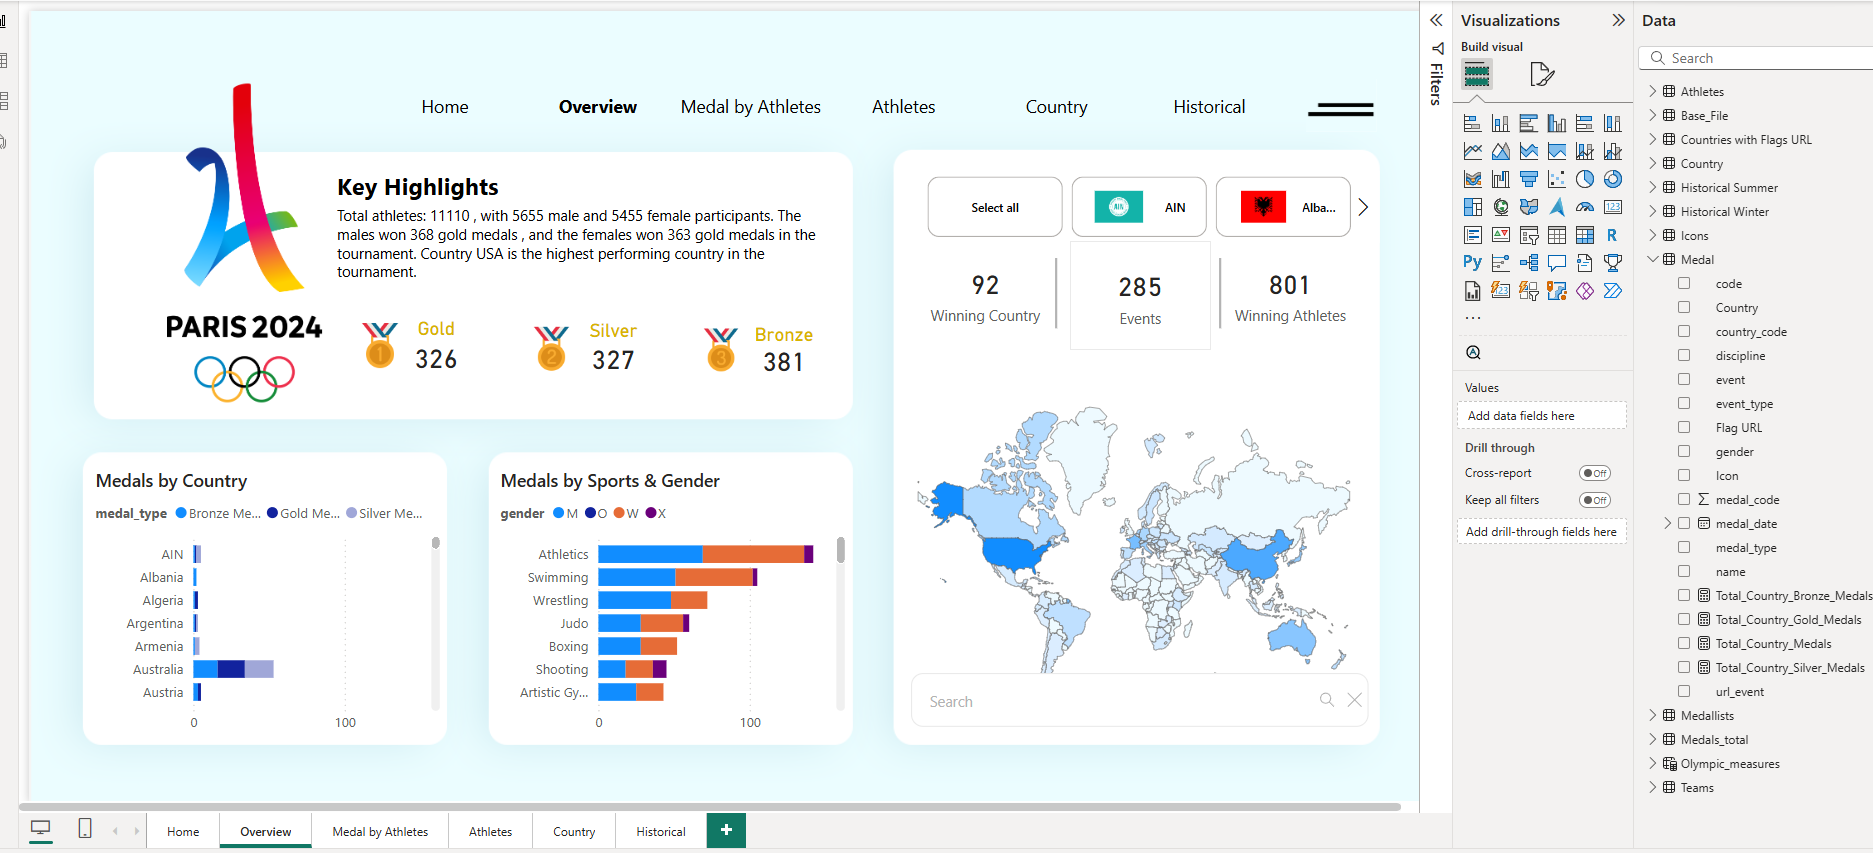 Home
Overview
Medal by Athletes
Athletes
Country
Historical
PARIS 2024
Key Highlights
Total athletes: 11110 , with 5655 male and 5455 female participants. The
males won 368 gold medals , and the females won 363 gold medals in the
tournament. Country USA is the highest performing country in the
tournament.
Gold
326
Silver
327
Bronze
381
1
2
3
Select all
AIN
AIN
Alba...
92
Winning Country
285
Events
801
Winning Athletes
Medals by Country
medal_type
Bronze Me...
Gold Me...
Silver Me...
AIN
Albania
Algeria
Argentina
Armenia
Australia
Austria
0
100
Medals by Sports & Gender
gender
M
O
W
X
Athletics
Swimming
Wrestling
Judo
Boxing
Shooting
Artistic Gy...
0
100
Search
Home
Overview
Medal by Athletes
Athletes
Country
Historical
+
Filters
Visualizations
Build visual
123
R
Py
123
...
Values
Add data fields here
Drill through
Cross-report
Off
Keep all filters
Off
Add drill-through fields here
Data
Search
Athletes
Base_File
Countries with Flags URL
Country
Historical Summer
Historical Winter
Icons
Medal
code
Country
country_code
discipline
event
event_type
Flag URL
gender
Icon
medal_code
medal_date
medal_type
name
Total_Country_Bronze_Medals
Total_Country_Gold_Medals
Total_Country_Medals
Total_Country_Silver_Medals
url_event
Medallists
Medals_total
Olympic_measures
Teams